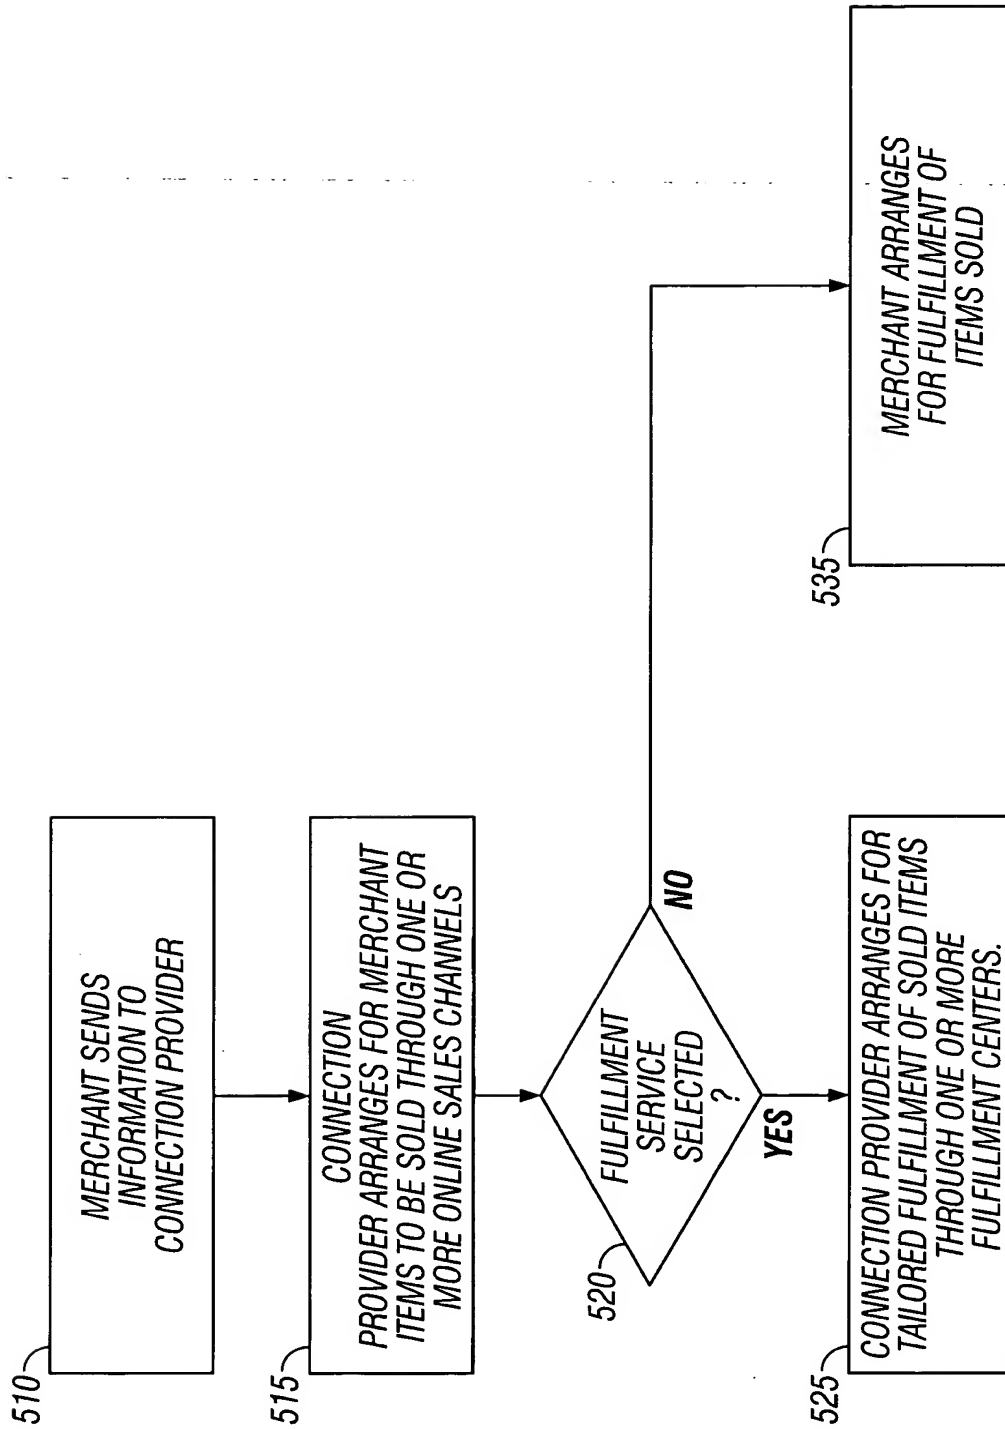 510
MERCHANT SENDS
INFORMATION TO
CONNECTION PROVIDER
515
CONNECTION
PROVIDER ARRANGES FOR MERCHANT
ITEMS TO BE SOLD THROUGH ONE OR
MORE ONLINE SALES CHANNELS
520
FULFILLMENT
SERVICE
SELECTED
?
NO
YES
525
CONNECTION PROVIDER ARRANGES FOR
TAILORED FULFILLMENT OF SOLD ITEMS
THROUGH ONE OR MORE
FULFILLMENT CENTERS.
535
MERCHANT ARRANGES
FOR FULFILLMENT OF
ITEMS SOLD